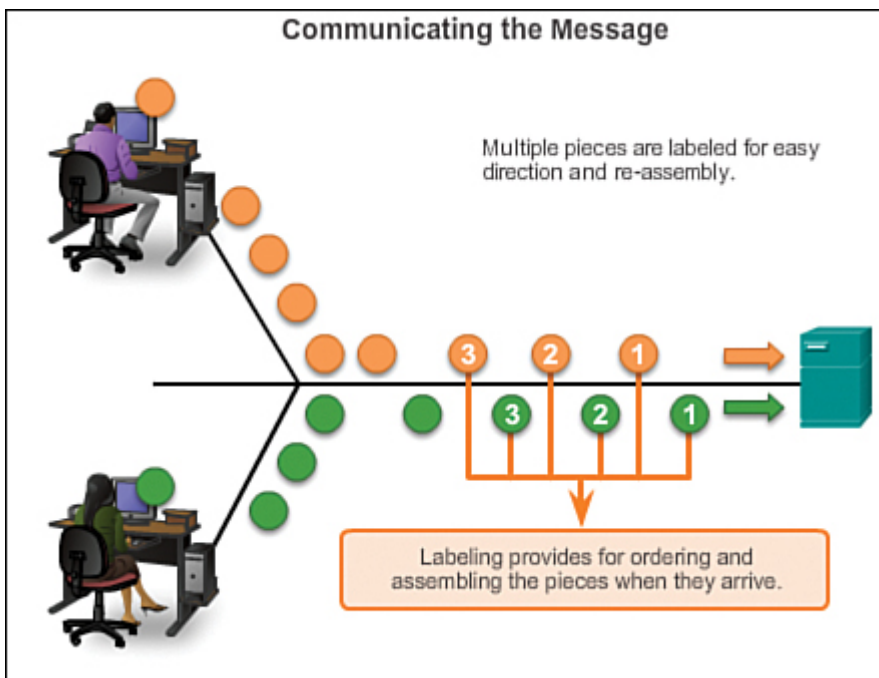 Communicating the Message
Multiple pieces are labeled for easy
direction and re-assembly.
3 2 1
3 2 1
Labeling provides for ordering and
assembling the pieces when they arrive.